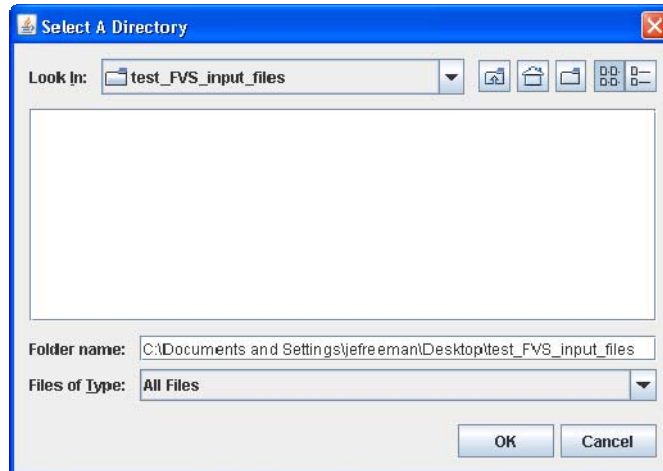 Select A Directory
Look In: test_FVS_input_files
Folder name: C:\Documents and Settings\jefreeman\Desktop\test_FVS_input_files
Files of Type: All Files
OK Cancel